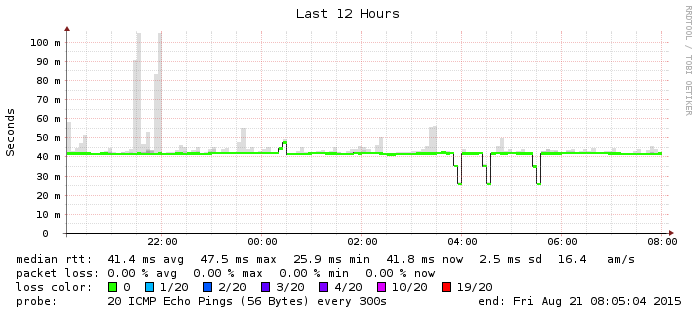 Last 12 Hours
RRDTOOL / TOBI OETIKER
Seconds
100 m
90 m
80 m
70 m
60 m
50 m
40 m
30 m
20 m
10 m
0
22:00 00:00 02:00 04:00 06:00 08:00
median rtt: 41.4 ms avg 47.5 ms max 25.9 ms min 41.8 ms now 2.5 ms sd 16.4 am/s
packet loss: 0.00 % avg 0.00 % max 0.00 % min 0.00 % now
loss color: 0 1/20 2/20 3/20 4/20 10/20 19/20
probe: 20 ICMP Echo Pings (56 Bytes) every 300s end: Fri Aug 21 08:05:04 2015